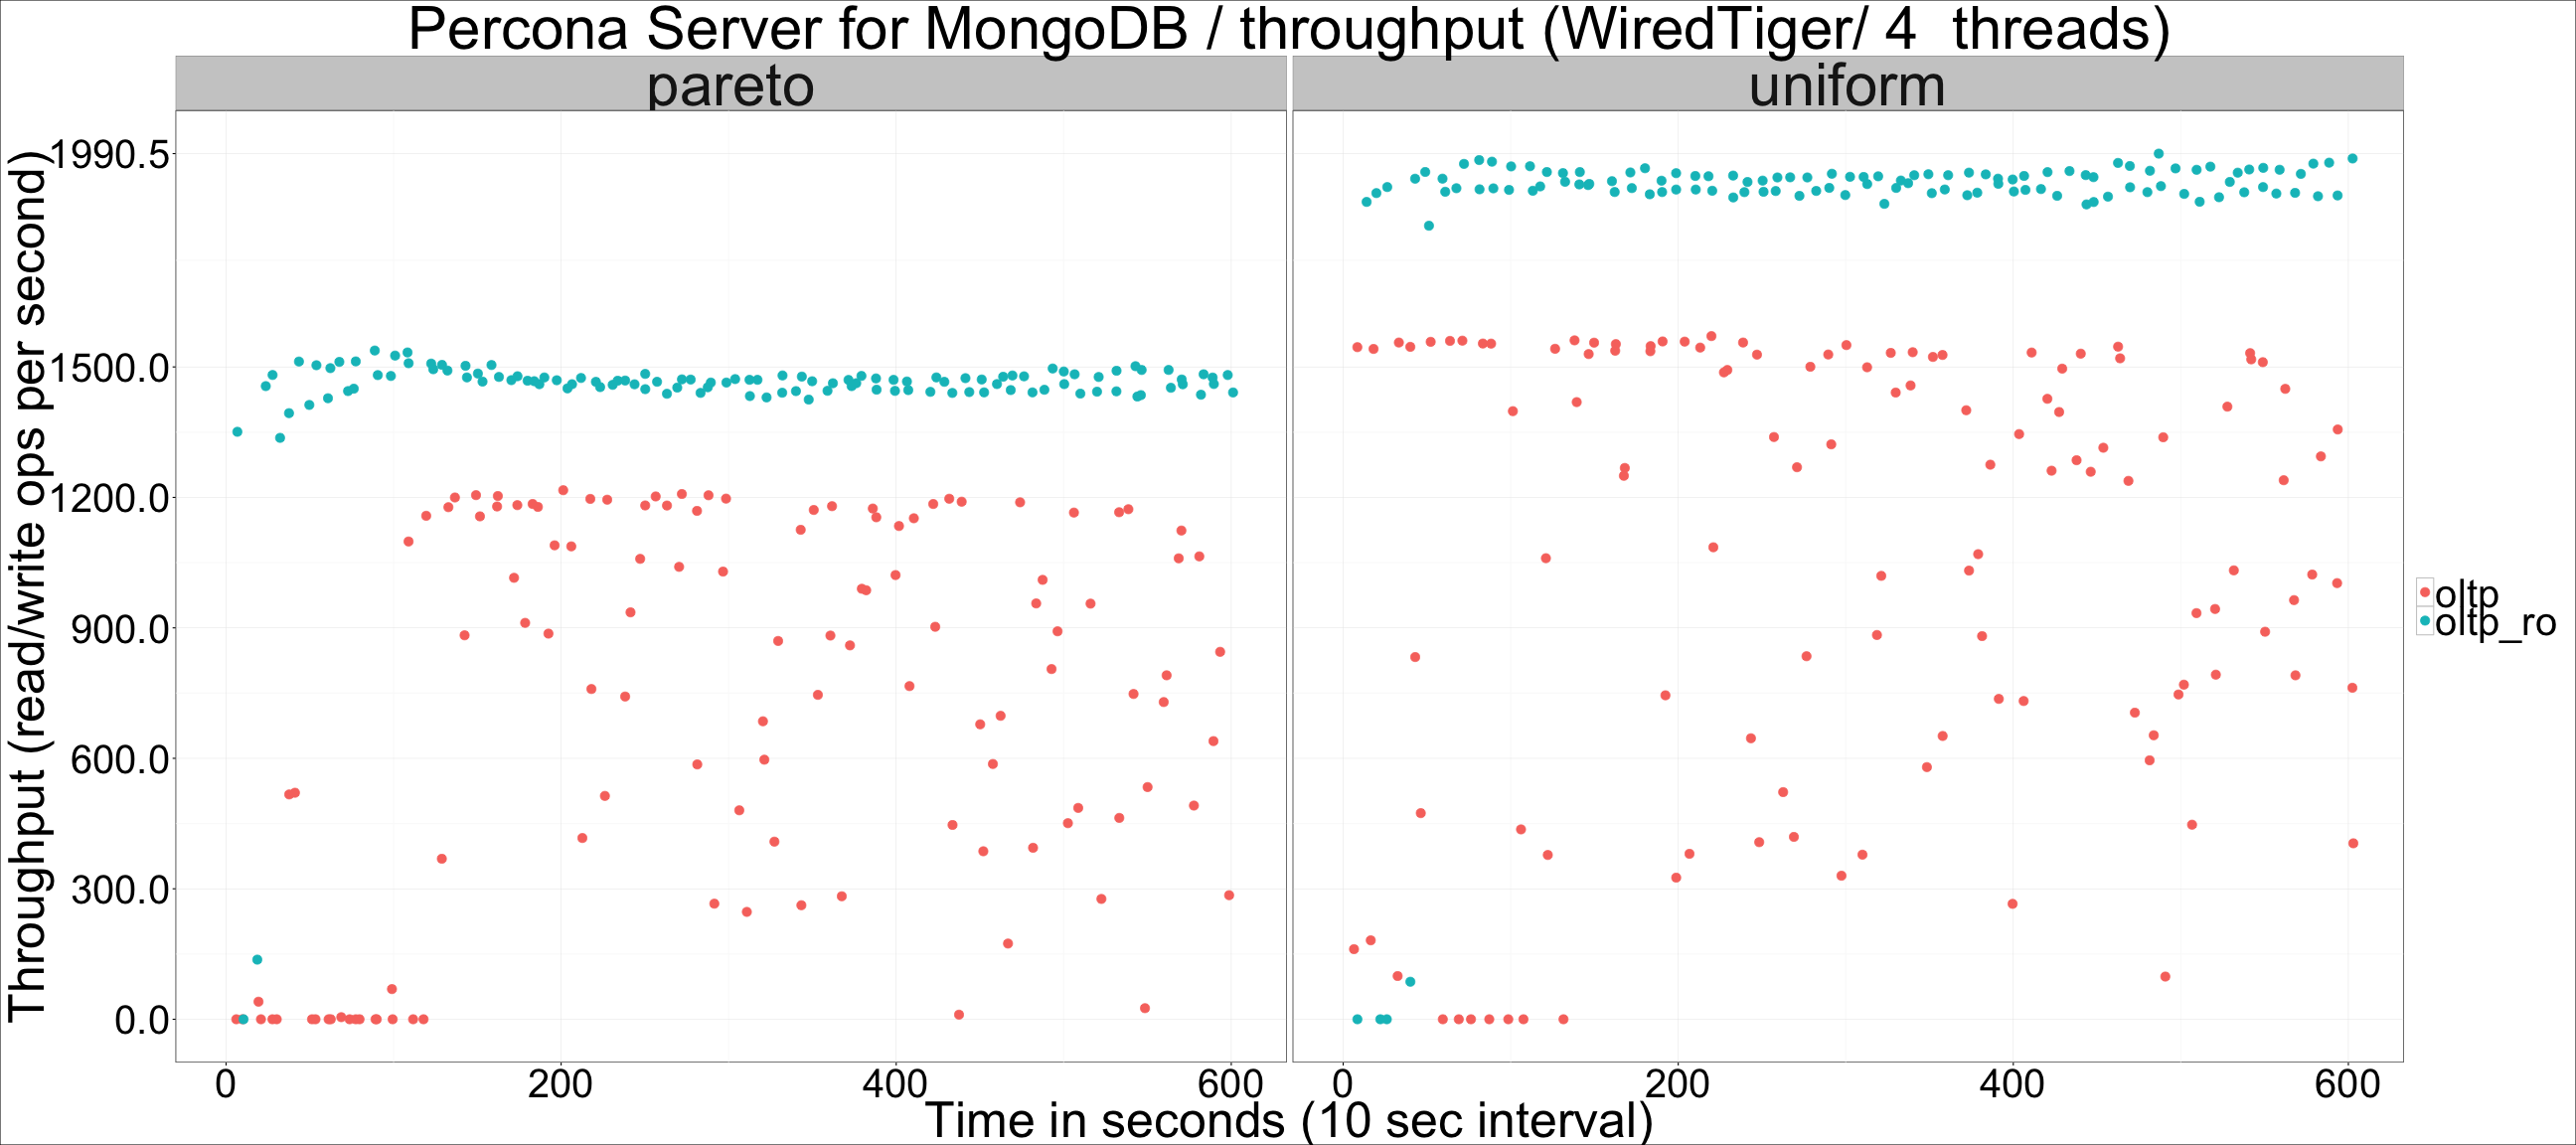 Percona Server for MongoDB / throughput (WiredTiger/ 4  threads)
pareto
uniform
Throughput (read/write ops per second)
1990.5
1500.0
1200.0
900.0
600.0
300.0
0.0
0 200 400 600
0 200 400 600
Time in seconds (10 sec interval)
oltp
oltp_ro